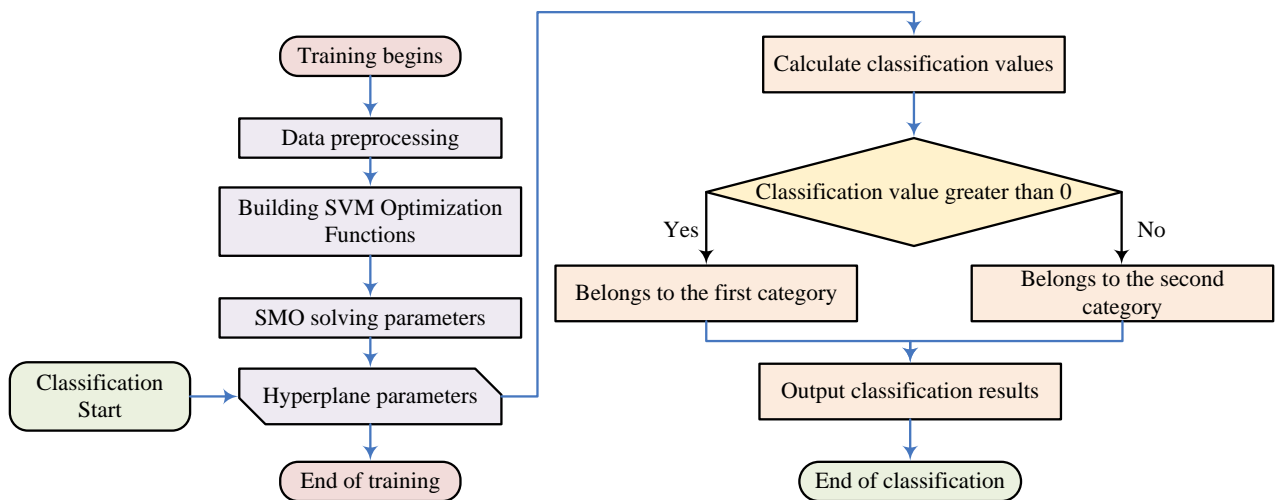 Training begins
Data preprocessing
Building SVM Optimization
Functions
SMO solving parameters
Classification
Start
Hyperplane parameters
End of training
Calculate classification values
Classification value greater than 0
Yes
No
Belongs to the first category
Belongs to the second
category
Output classification results
End of classification